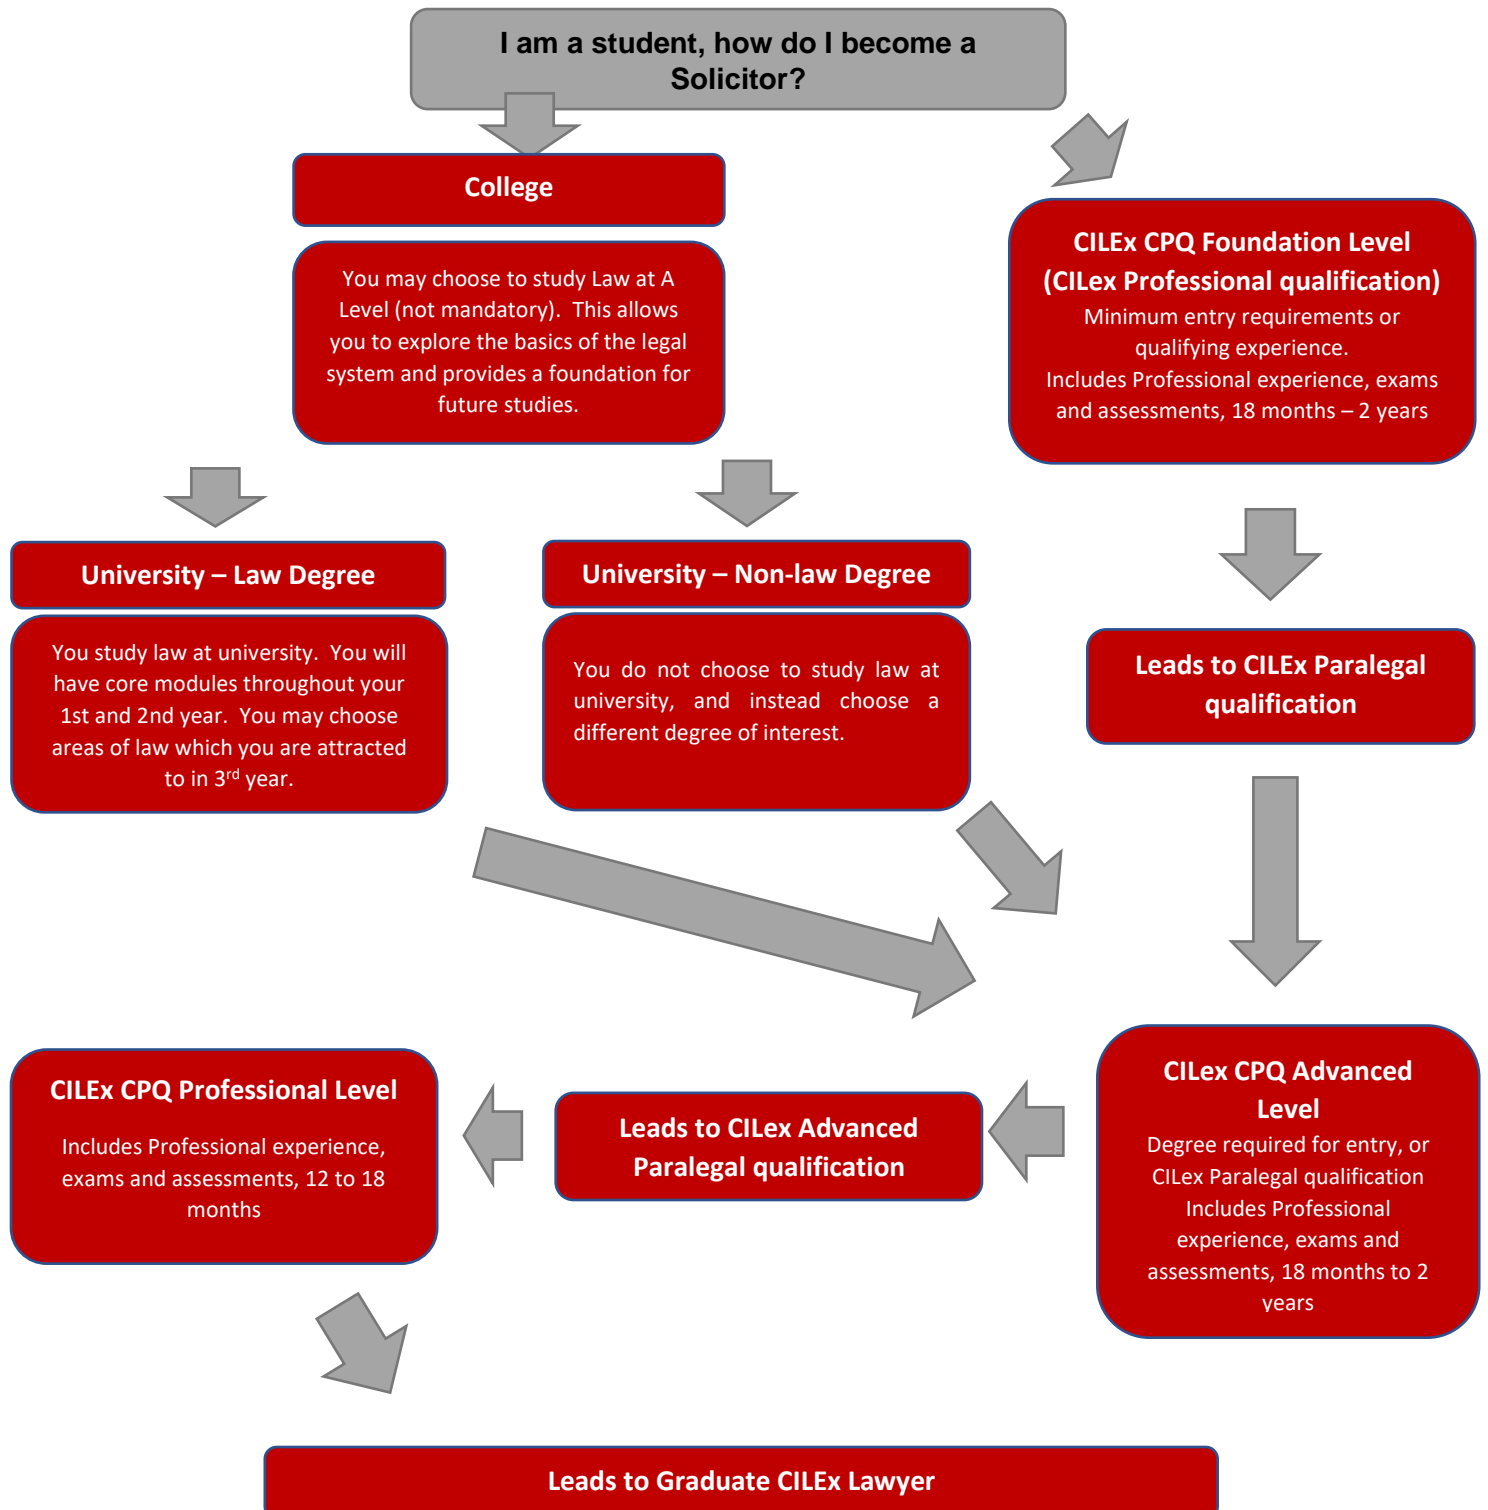 I am a student, how do I become a
Solicitor?
College
You may choose to study Law at A
Level (not mandatory). This allows
you to explore the basics of the legal
system and provides a foundation for
future studies.
CILEx CPQ Foundation Level
(CILex Professional qualification)
Minimum entry requirements or
qualifying experience.
Includes Professional experience, exams
and assessments, 18 months – 2 years
University – Law Degree
You study law at university. You will
have core modules throughout your
1st and 2nd year. You may choose
areas of law which you are attracted
to in 3rd year.
University – Non-law Degree
You do not choose to study law at
university, and instead choose a
different degree of interest.
Leads to CILEx Paralegal
qualification
CILex CPQ Advanced
Level
Degree required for entry, or
CILex Paralegal qualification
Includes Professional
experience, exams and
assessments, 18 months to 2
years
Leads to CILex Advanced
Paralegal qualification
CILEx CPQ Professional Level
Includes Professional experience,
exams and assessments, 12 to 18
months
Leads to Graduate CILEx Lawyer